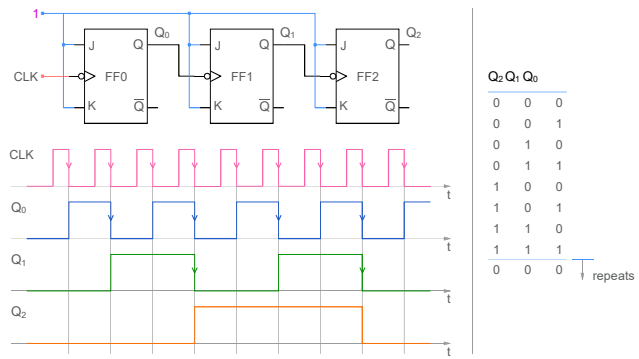 1
J Q Q₀ J Q Q₁ J Q Q₂
CLK FF0 FF1 FF2
K Q̅ K Q̅ K Q̅
CLK
t
Q₀
t
Q₁
t
Q₂
t
Q₂ Q₁ Q₀
0 0 0
0 0 1
0 1 0
0 1 1
1 0 0
1 0 1
1 1 0
1 1 1
0 0 0
repeats